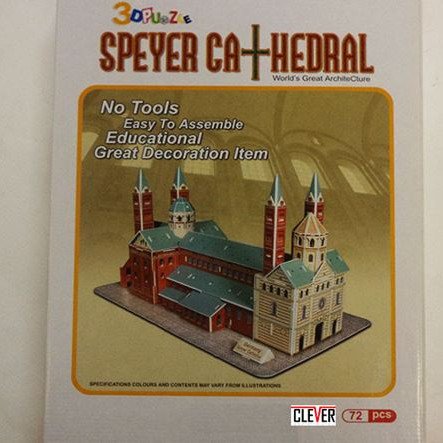 3D PUZZLE
SPEYER CATHEDRAL
World's Great ArchiteCture
No Tools
Easy To Assemble
Educational
Great Decoration Item
SPECIFICATIONS COLOURS AND CONTENTS MAY VARY FROM ILLUSTRATIONS
CLEVER
72 pcs